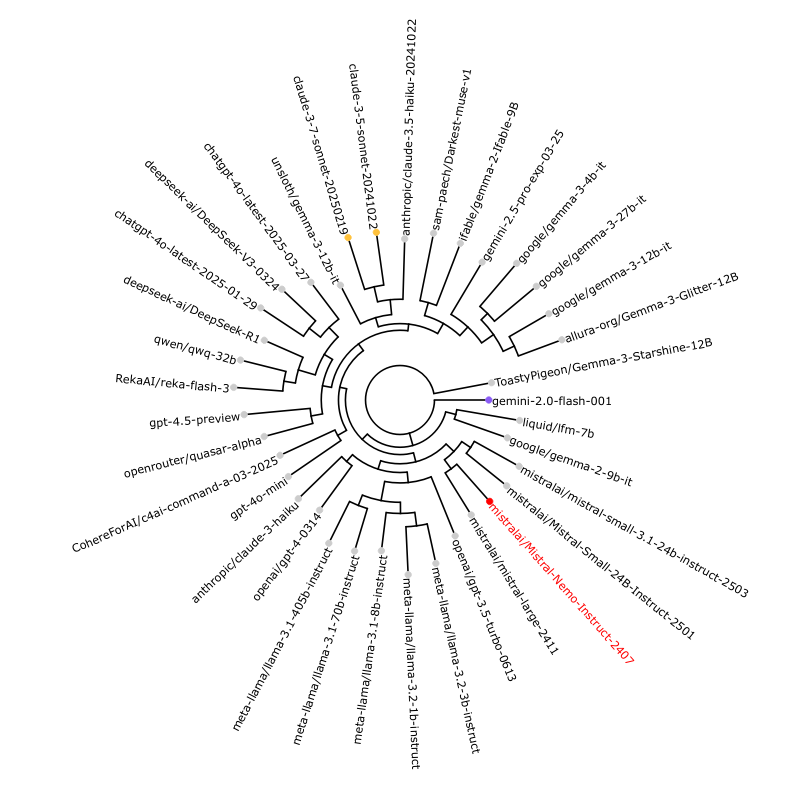 anthropic/claude-3.5-haiku-20241022
sam-paech/Darkest-muse-v1
ifable/gemma-2-Ifable-9B
gemini-2.5-pro-exp-03-25
google/gemma-3-4b-it
google/gemma-3-27b-it
google/gemma-3-12b-it
allura-org/Gemma-3-Glitter-12B
ToastyPigeon/Gemma-3-Starshine-12B
gemini-2.0-flash-001
liquid/lfm-7b
google/gemma-2-9b-it
mistralai/mistral-small-3.1-24b-instruct-2503
mistralai/Mistral-Small-24B-Instruct-2501
mistralai/Mistral-Nemo-Instruct-2407
mistralai/mistral-large-2411
openai/gpt-3.5-turbo-0613
meta-llama/llama-3.2-3b-instruct
meta-llama/llama-3.2-1b-instruct
meta-llama/llama-3.1-8b-instruct
meta-llama/llama-3.1-70b-instruct
meta-llama/llama-3.1-405b-instruct
openai/gpt-4-0314
anthropic/claude-3-haiku
gpt-4o-mini
CohereForAI/c4ai-command-a-03-2025
openrouter/quasar-alpha
gpt-4.5-preview
RekaAI/reka-flash-3
qwen/qwq-32b
deepseek-ai/DeepSeek-R1
chatgpt-4o-latest-2025-01-29
deepseek-ai/DeepSeek-V3-0324
chatgpt-4o-latest-2025-03-27
unsloth/gemma-3-12b-it
claude-3-7-sonnet-20250219
claude-3-5-sonnet-20241022